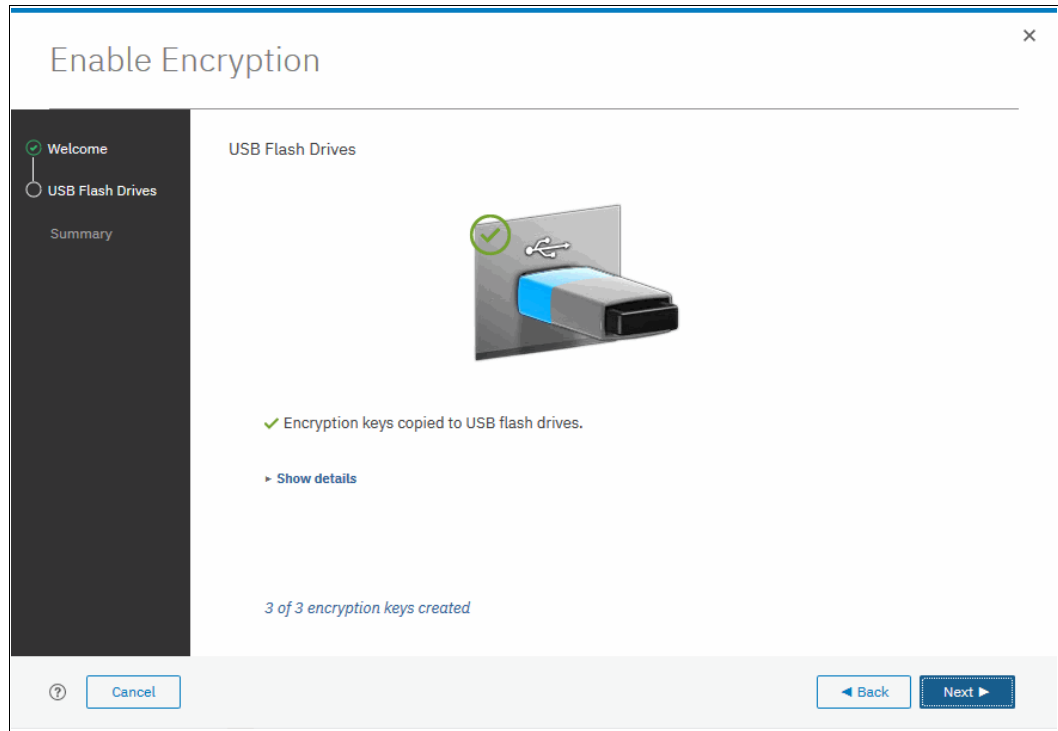 Enable Encryption
Welcome
USB Flash Drives
Summary
USB Flash Drives
Encryption keys copied to USB flash drives.
Show details
3 of 3 encryption keys created
?
Cancel
Back
Next